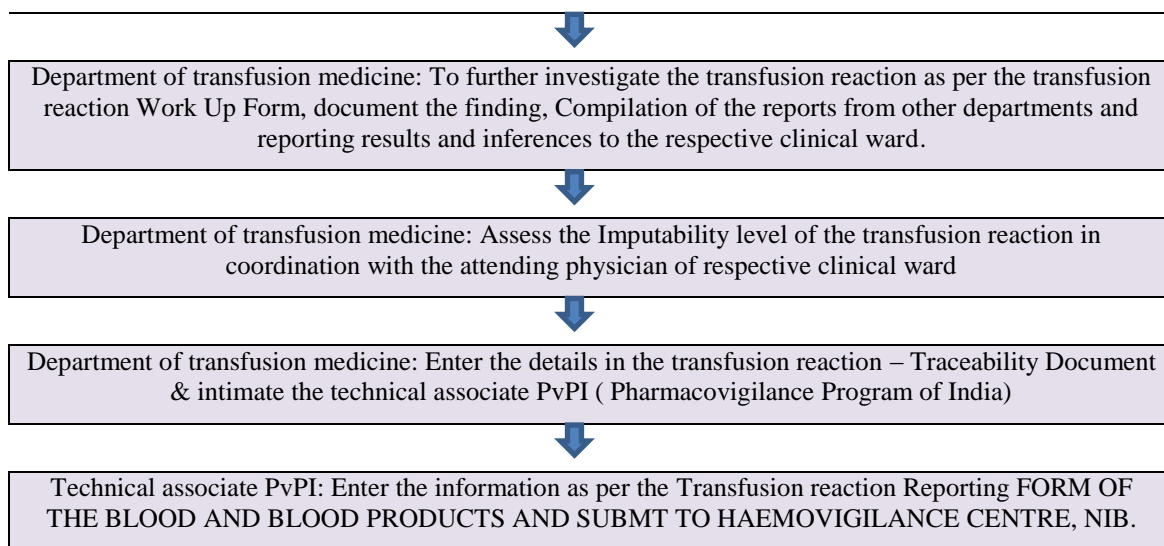 Department of transfusion medicine: To further investigate the transfusion reaction as per the transfusion
reaction Work Up Form, document the finding, Compilation of the reports from other departments and
reporting results and inferences to the respective clinical ward.
Department of transfusion medicine: Assess the Imputability level of the transfusion reaction in
coordination with the attending physician of respective clinical ward
Department of transfusion medicine: Enter the details in the transfusion reaction – Traceability Document
& intimate the technical associate PvPI ( Pharmacovigilance Program of India)
Technical associate PvPI: Enter the information as per the Transfusion reaction Reporting FORM OF
THE BLOOD AND BLOOD PRODUCTS AND SUBMT TO HAEMOVIGILANCE CENTRE, NIB.